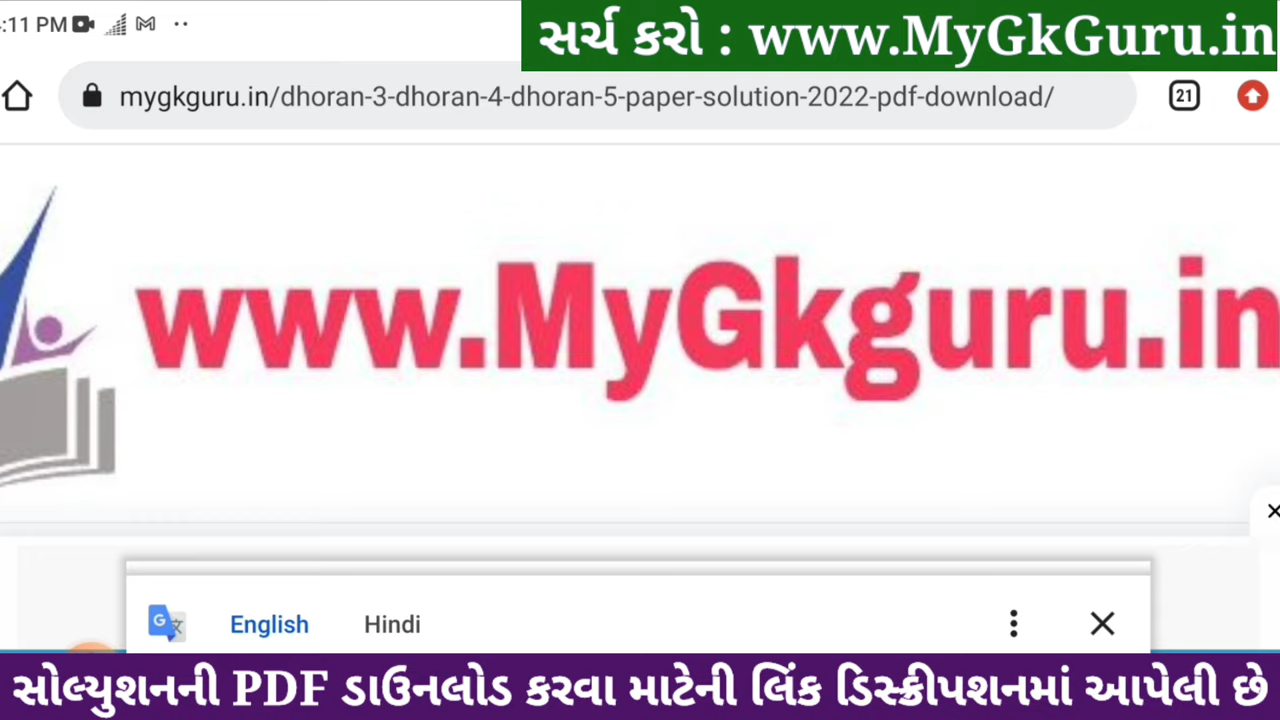 :11 PM
સર્ચ કરો : www.MyGkGuru.in
mygkguru.in/dhoran-3-dhoran-4-dhoran-5-paper-solution-2022-pdf-download/
21
www.MyGkguru.in
English Hindi
સોલ્યુશનની PDF ડાઉનલોડ કરવા માટેની લિંક ડિસ્ક્રીપશનમાં આપેલી છે